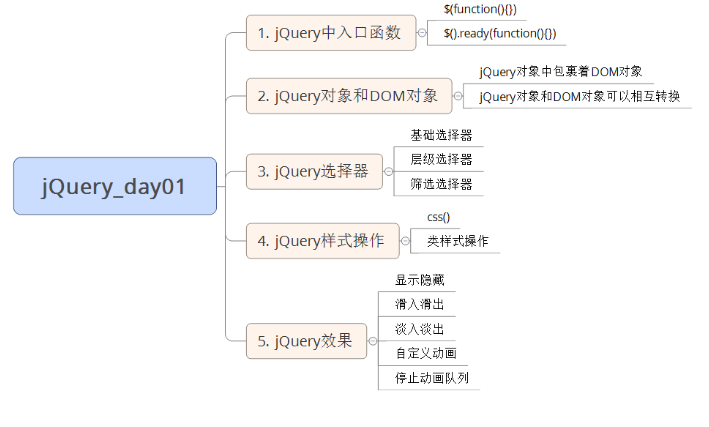 jQuery_day01
1. jQuery中入口函数
$(function(){})
$().ready(function(){})
2. jQuery对象和DOM对象
jQuery对象中包裹着DOM对象
jQuery对象和DOM对象可以相互转换
3. jQuery选择器
基础选择器
层级选择器
筛选选择器
4. jQuery样式操作
css()
类样式操作
5. jQuery效果
显示隐藏
滑入滑出
淡入淡出
自定义动画
停止动画队列